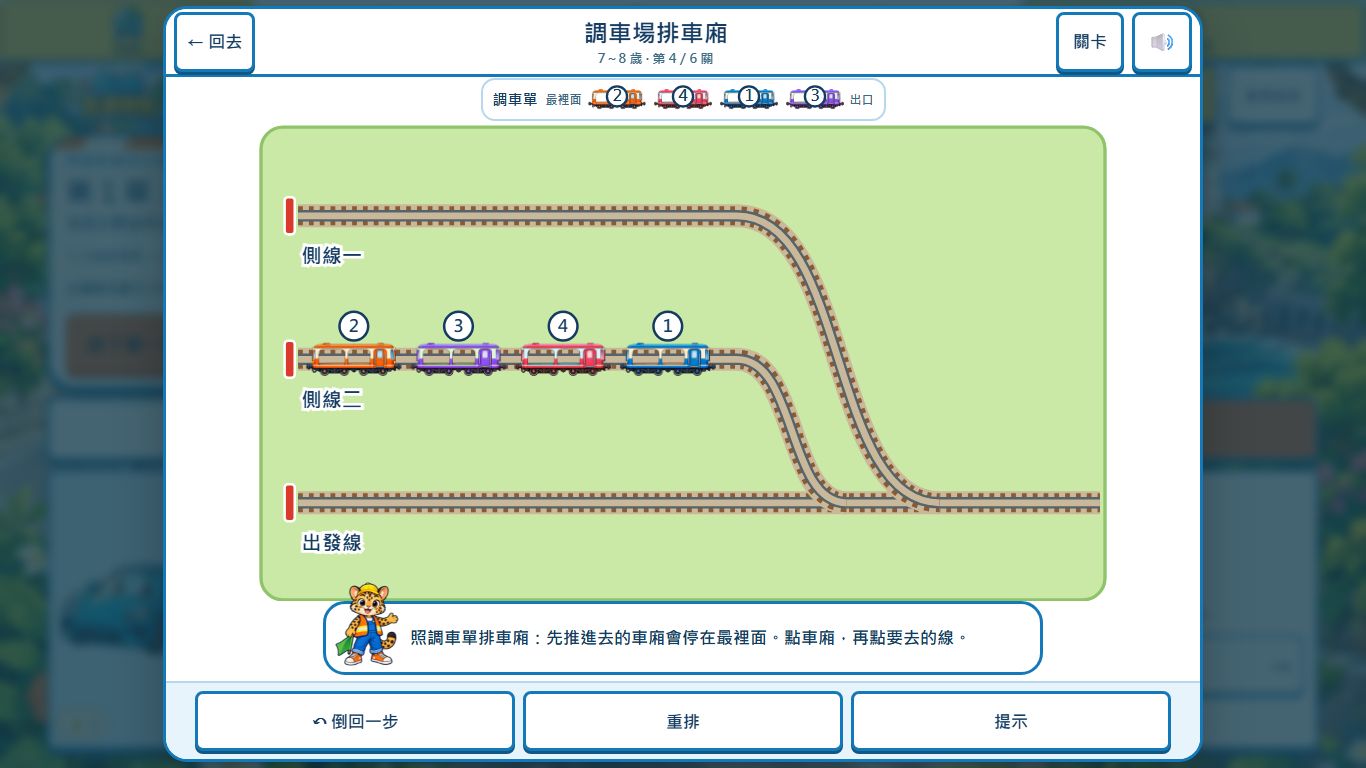 ← 回去
調車場排車廂
7~8 歲 · 第 4 / 6 關
關卡
調車單 最裡面 2 4 1 3 出口
側線一
2 3 4 1
側線二
出發線
照調車單排車廂：先推進去的車廂會停在最裡面。點車廂，再點要去的線。
↶ 倒回一步
重排
提示